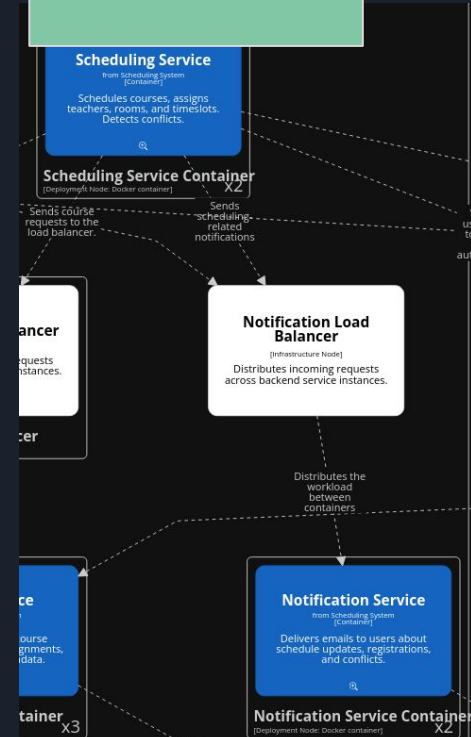 Scheduling Service
from Scheduling System
[Container]
Schedules courses, assigns
teachers, rooms, and timeslots.
Detects conflicts.
Scheduling Service Container
[Deployment Node: Docker container]
x2
Sends course
requests to the
load balancer.
Sends
scheduling-
related
notifications
us
to
aut
ancer
equests
nstances.
cer
Notification Load
Balancer
[Infrastructure Node]
Distributes incoming requests
across backend service instances.
Distributes the
workload
between
containers
ce
m
ourse
gnments,
data.
tainer
x3
Notification Service
from Scheduling System
[Container]
Delivers emails to users about
schedule updates, registrations,
and conflicts.
Notification Service Container
[Deployment Node: Docker container]
x2